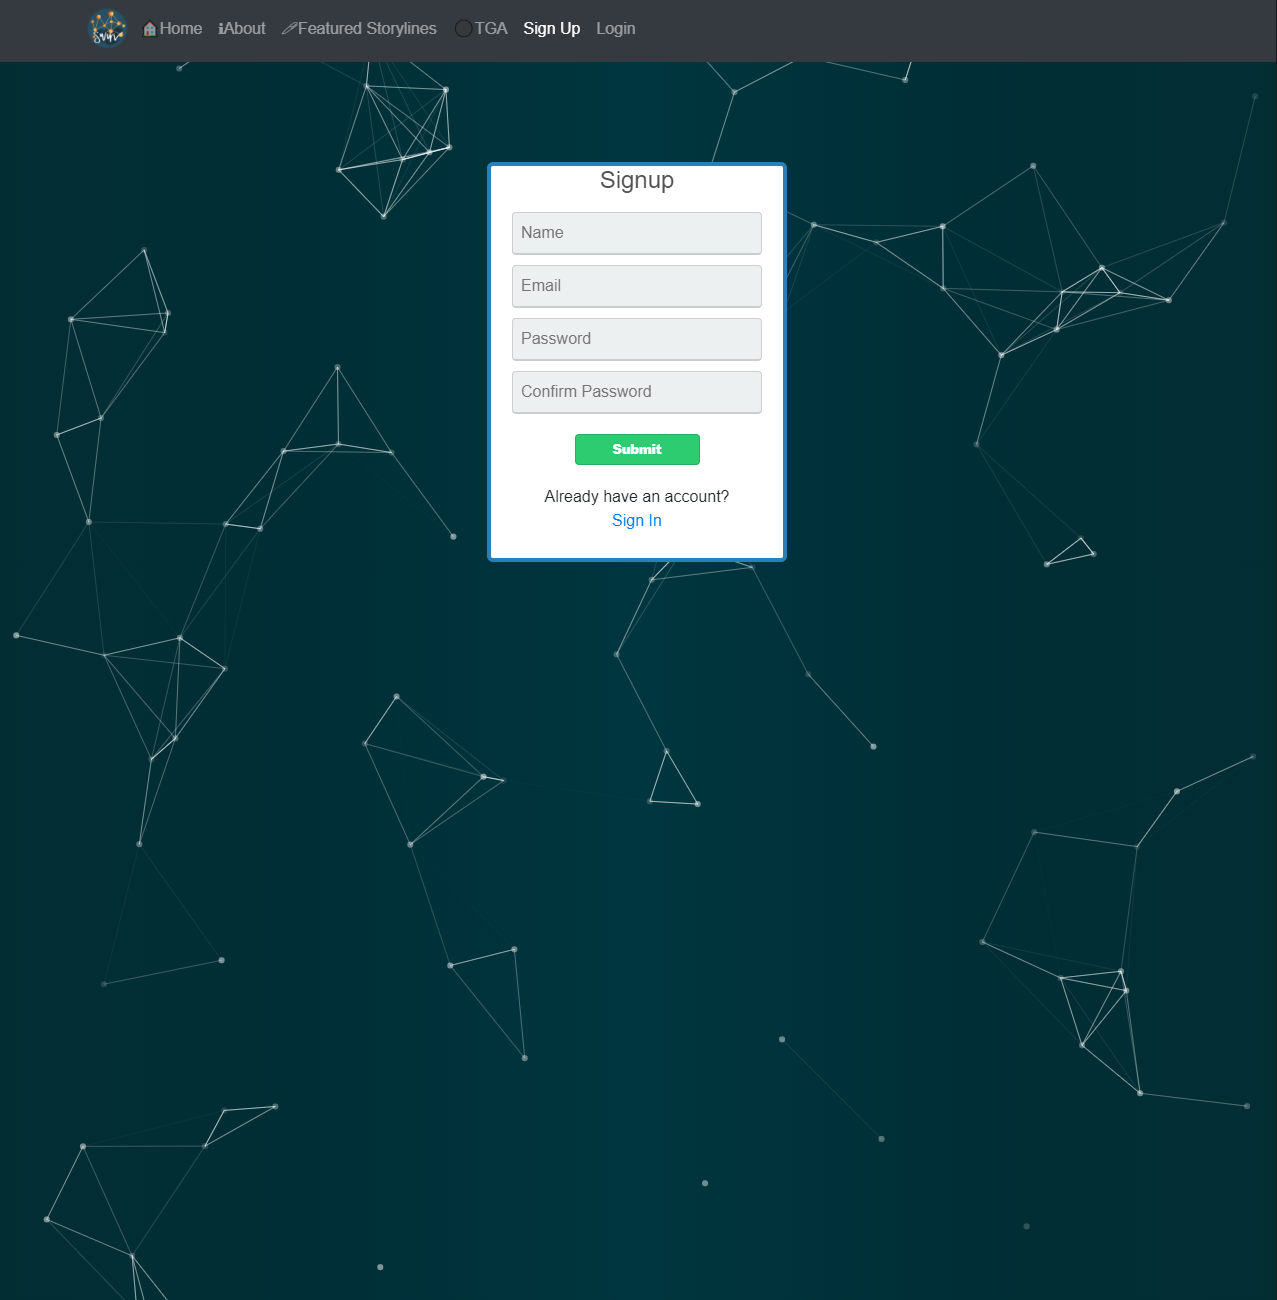 Home About Featured Storylines TGA Sign Up Login
Signup
Name
Email
Password
Confirm Password
Submit
Already have an account?
Sign In